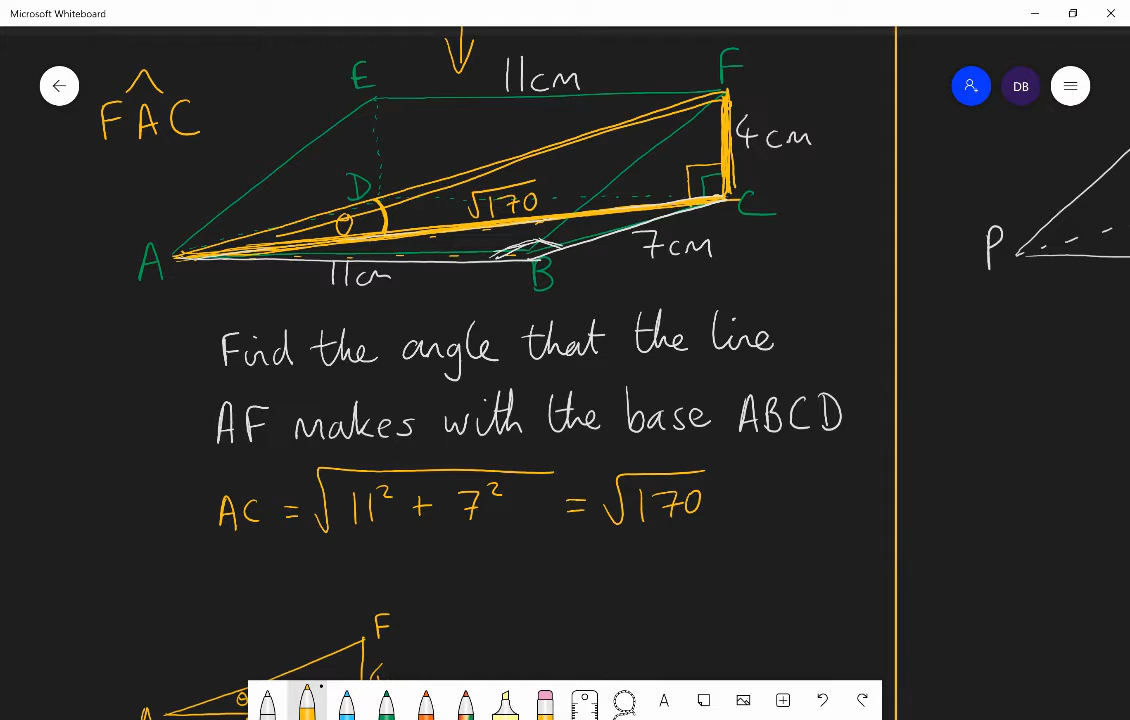 Microsoft Whiteboard
FAC
E
11cm
F
DB
4cm
D
θ
√170
C
A
11cm
B
7cm
P
Find the angle that the line
AF makes with the base ABCD
AC = √11² + 7² = √170
F
θ
A
A